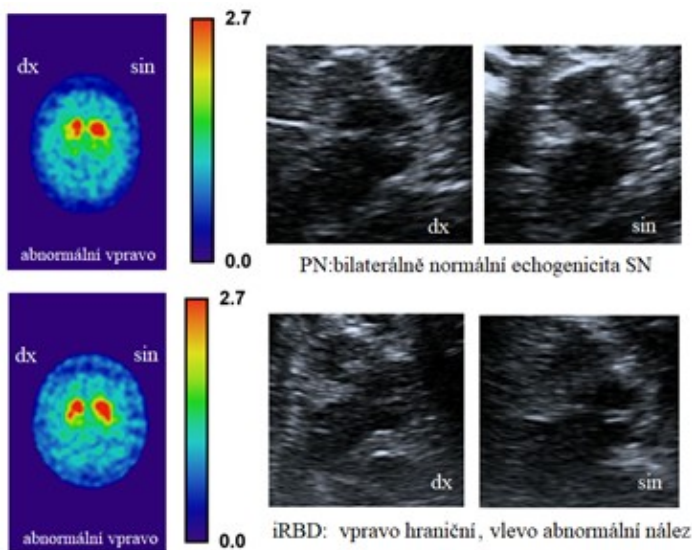 2.7
dx sin
0.0
abnormální vpravo
dx
sin
PN:bilaterálně normální echogenicita SN
2.7
dx sin
0.0
abnormální vpravo
dx
sin
iRBD: vpravo hraniční, vlevo abnormální nález